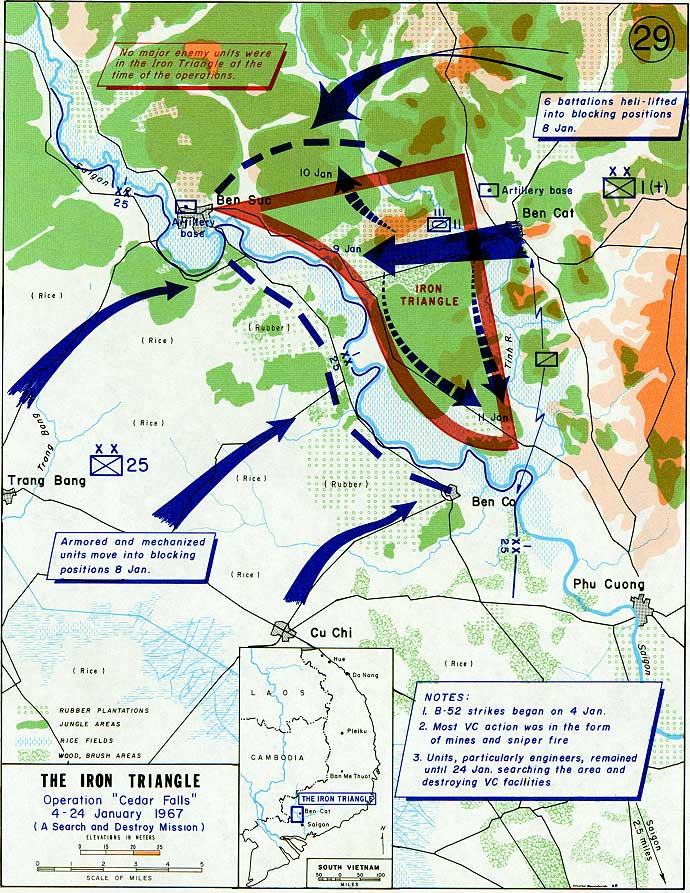 29
No major enemy units were
in the Iron Triangle at the
time of the operations.
6 battalions heli-lifted
into blocking positions
8 Jan.
Saigon R.
XX
25
Ben Suc
Artillery
base
10 Jan
Artillery base
XX
I (+)
Ben Cat
III
11
9 Jan
IRON
TRIANGLE
(Rice)
(Rice)
(Rubber)
Tinh R.
25
XX
I
11 Jan
(Rice)
Trang Bang
XX
25
Trang Bang
(Rice)
(Rubber)
Ben Co
Armored and mechanized
units move into blocking
positions 8 Jan.
XX
25
I
(Rice)
Phu Cuong
Cu Chi
(Rice)
(Rice)
Saigon
RUBBER PLANTATIONS
JUNGLE AREAS
RICE FIELDS
WOOD, BRUSH AREAS
THE IRON TRIANGLE
Operation "Cedar Falls"
4-24 January 1967
(A Search and Destroy Mission)
ELEVATIONS IN METERS
0 15 25
0 1 2 3 4 5
SCALE OF MILES
Hue
Da Nang
LAOS
Pleiku
CAMBODIA
Ban Me Thuot
THE IRON TRIANGLE
Ben Cat
Saigon
N
SOUTH VIETNAM
50 0 50 100
MILES
NOTES:
1. B-52 strikes began on 4 Jan.
2. Most VC action was in the form
of mines and sniper fire
3. Units, particularly engineers, remained
until 24 Jan. searching the area and
destroying VC facilities
Saigon
2.5 miles